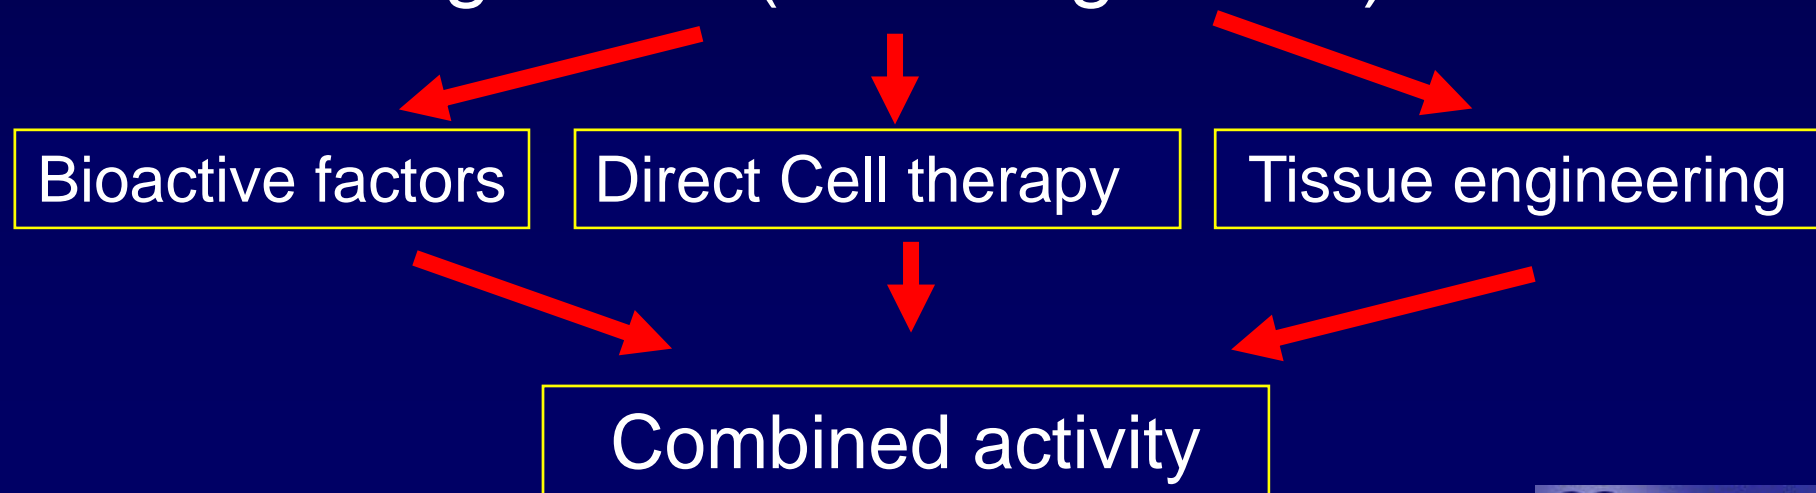 Bioactive factors
Direct Cell therapy
Tissue engineering
Combined activity